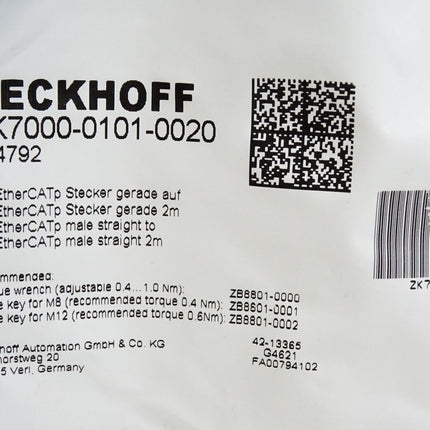 ECKHOFF
K7000-0101-0020
4792
EtherCATp Stecker gerade auf
EtherCATp Stecker gerade 2m
EtherCATp male straight to
EtherCATp male straight 2m
ommended:
ue wrench (adjustable 0.4...1.0 Nm): ZB8801-0000
e key for M8 (recommended torque 0.4 Nm): ZB8801-0001
e key for M12 (recommended torque 0.6Nm): ZB8801-0002
hoff Automation GmbH & Co. KG
horstweg 20
5 Verl, Germany
42-13365
G4621
FA00794102
ZK7